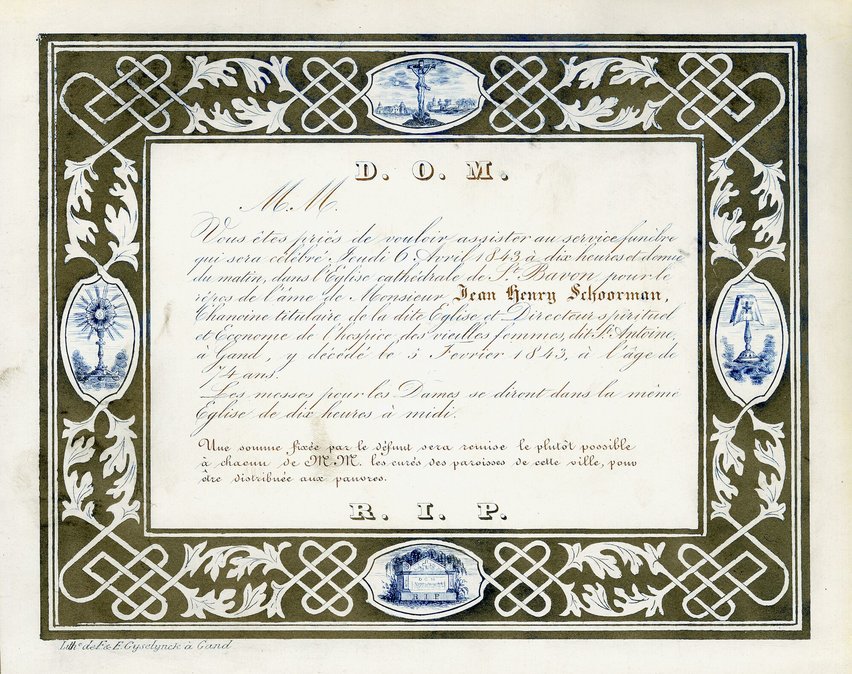 D. O. M.
M. M.
Vous êtes priés de vouloir assister au service funèbre
qui sera célébré Jeudi 6 Avril 1843 à dix heures et demie
du matin, dans l'Eglise cathédrale de St. Bavon pour le
répos de l'âme de Monsieur Jean Henry Schoorman,
Chanoine titulaire de la dite Eglise et Directeur spirituel
et Econome de l'hospice des vieilles femmes, dit St. Antoine,
à Gand, y décédé le 5 Fevrier 1843, à l'âge de
74 ans.
Les messes pour les Dames se diront dans la même
Eglise de dix heures à midi.
Une somme fixée par le défunt sera remise le plutôt possible
à chacun de M.M. les curés des paroisses de cette ville, pour
être distribuée aux pauvres.
R. I. P.
D O M
R I P
Lith: de F. & E. Gyselynck à Gand